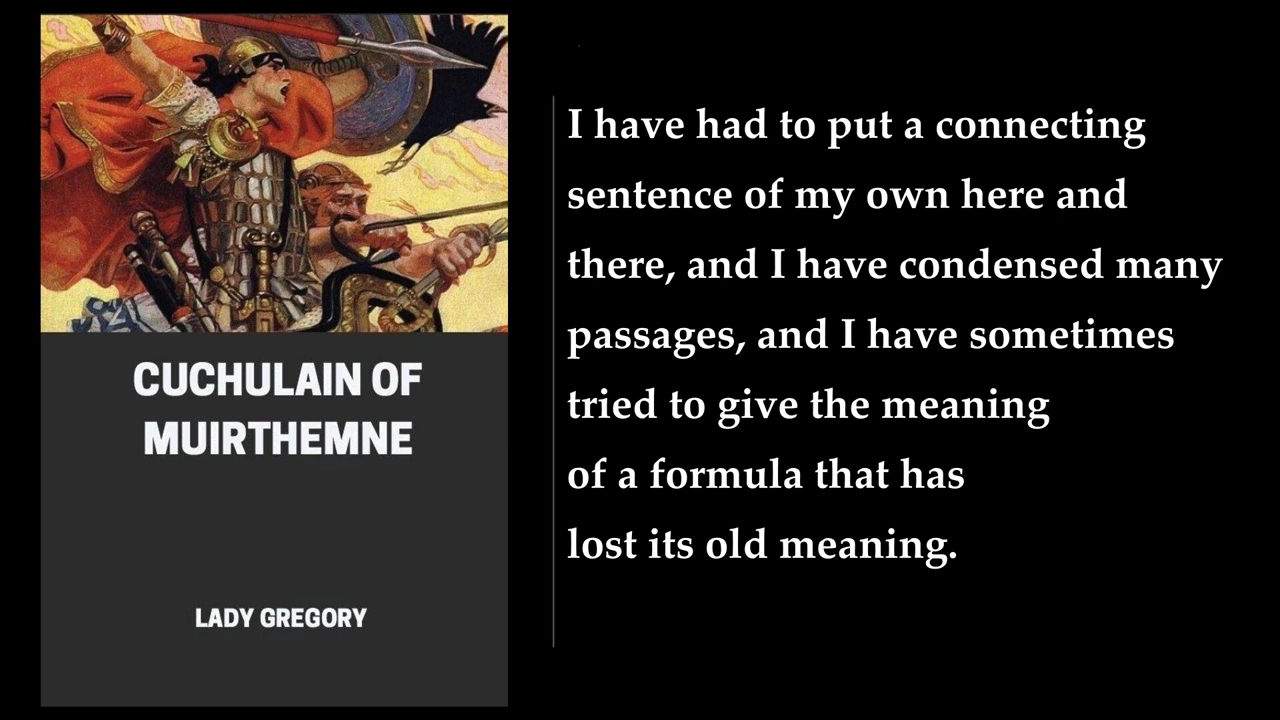 CUCHULAIN OF
MUIRTHEMNE
LADY GREGORY
I have had to put a connecting
sentence of my own here and
there, and I have condensed many
passages, and I have sometimes
tried to give the meaning
of a formula that has
lost its old meaning.